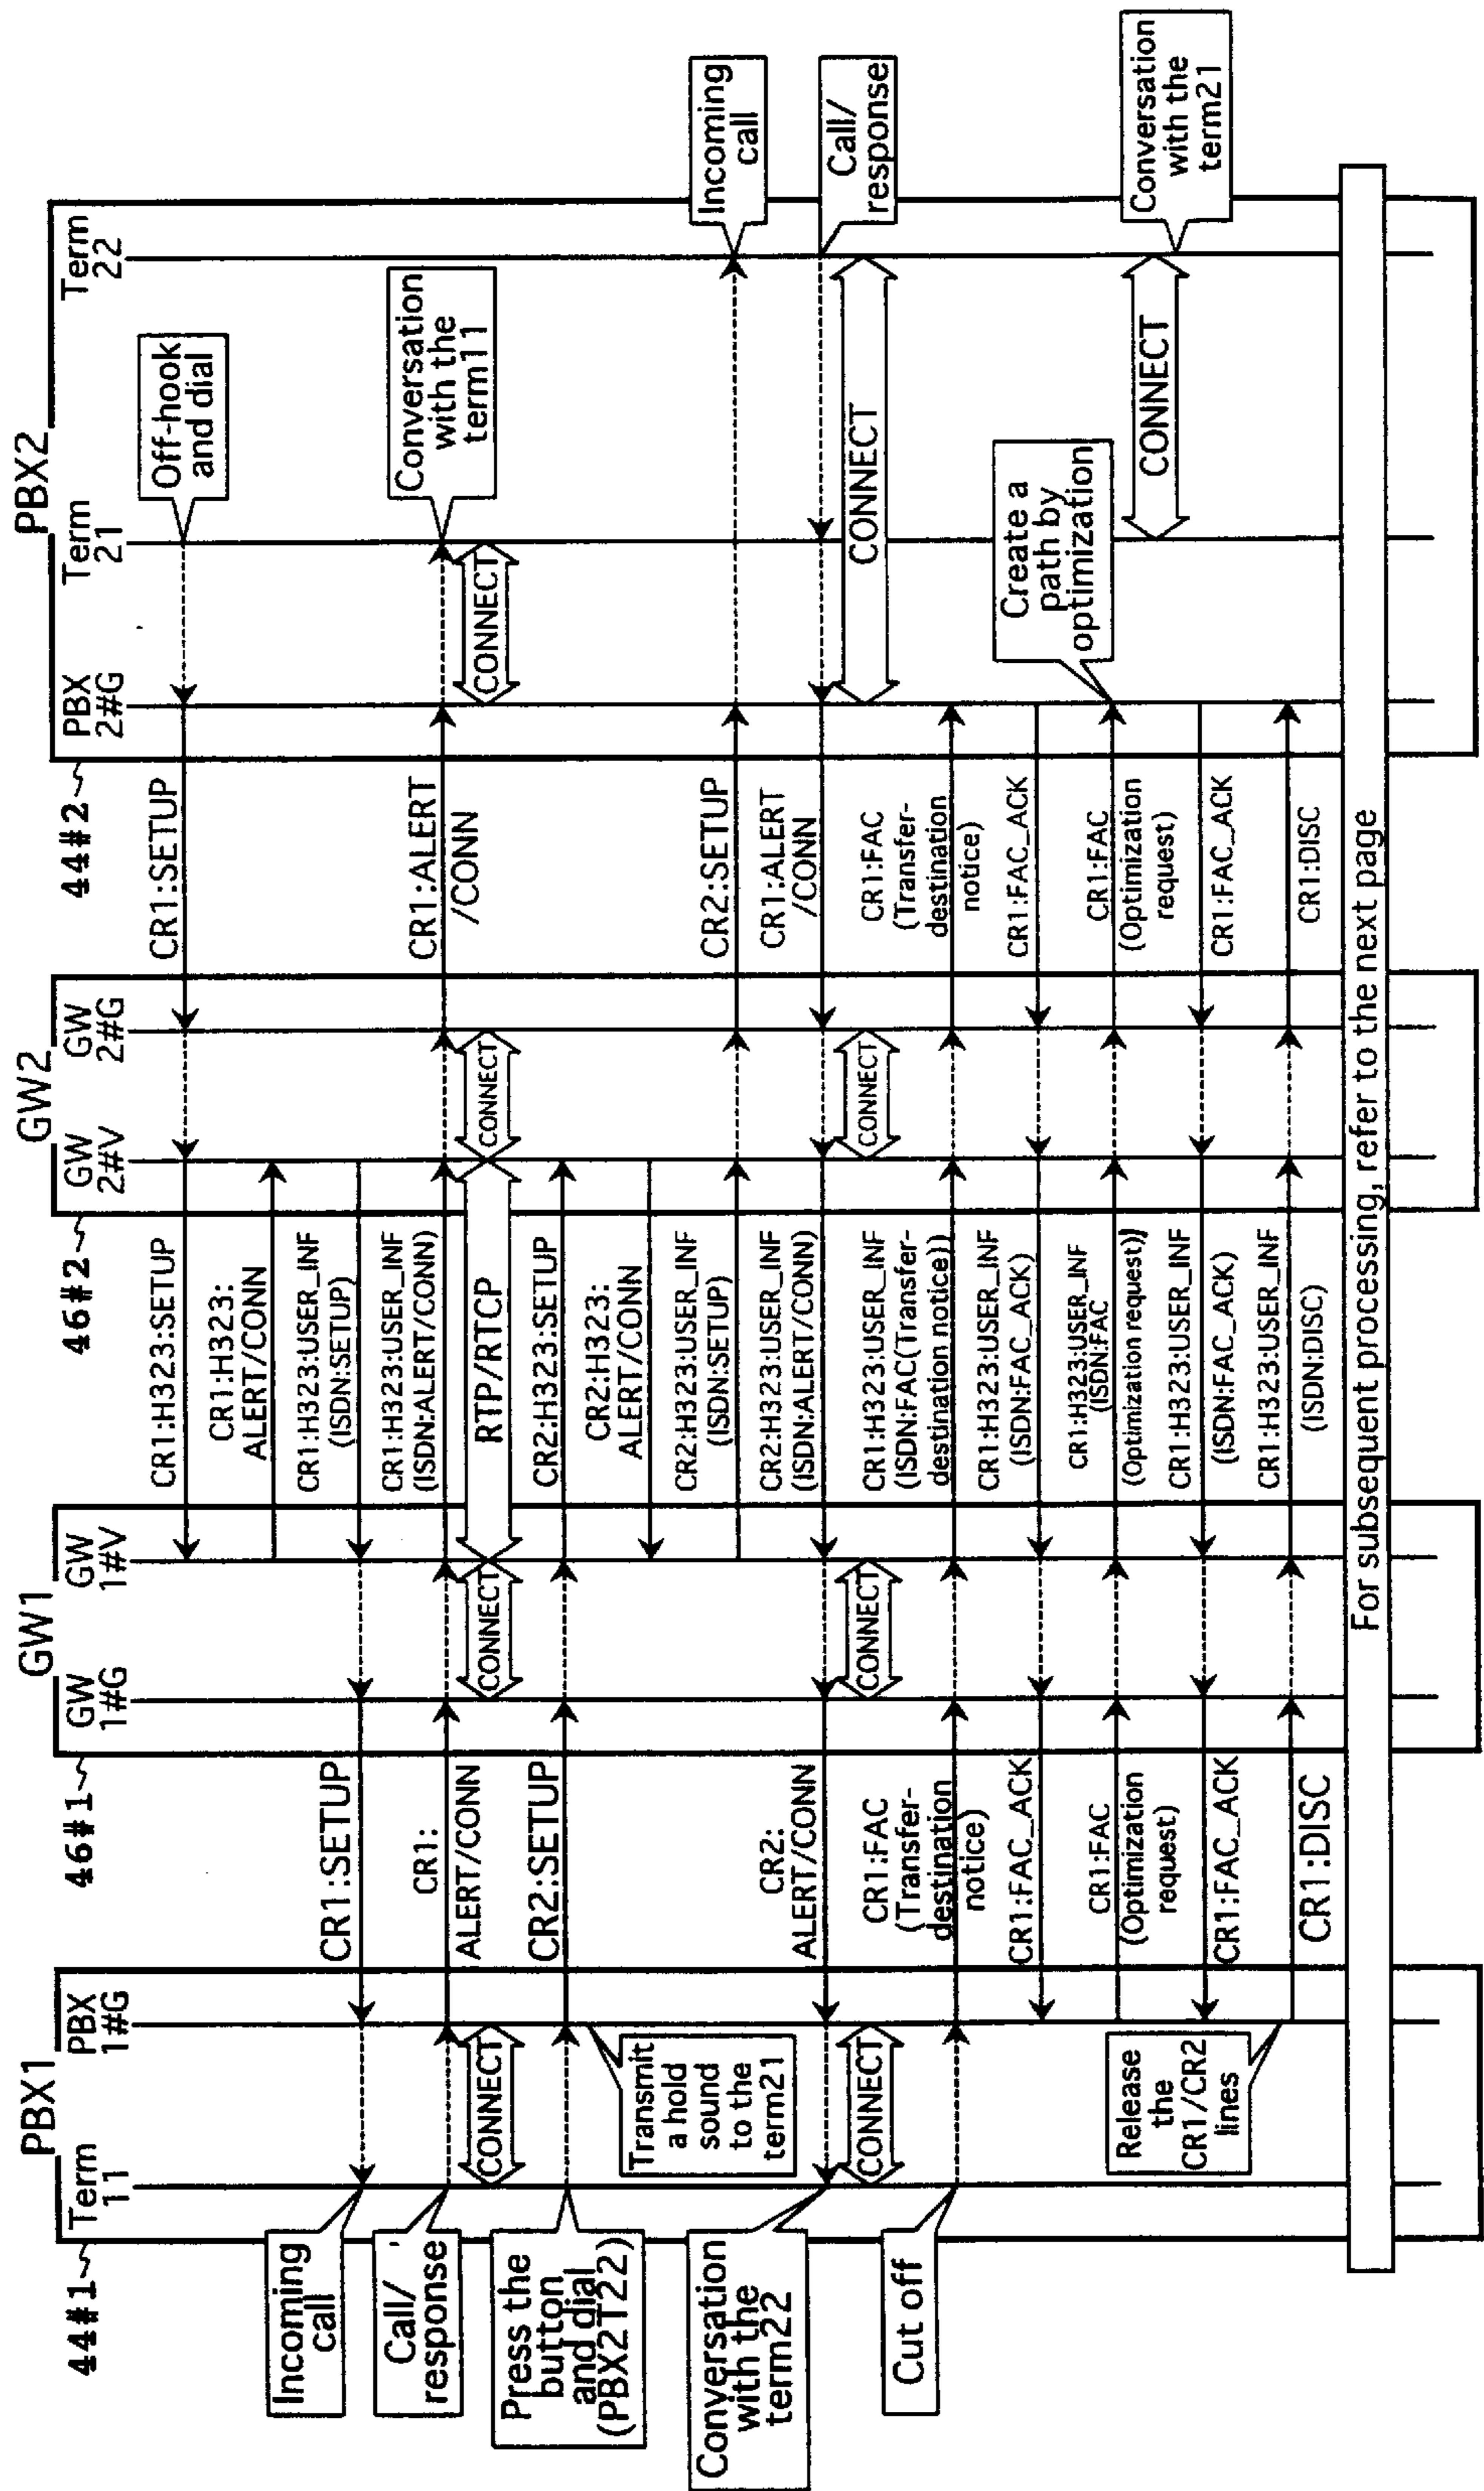 PBX1
GW1
GW2
PBX2
44#1
46#1
46#2
44#2
Term
11
PBX
1#G
GW
1#G
GW
1#V
GW
2#V
GW
2#G
PBX
2#G
Term
21
Term
22
Off-hook
and dial
CR1:SETUP
CR1:H323:SETUP
CR1:H323:
ALERT/CONN
CR1:H323:USER_INF
(ISDN:SETUP)
CR1:SETUP
Incoming
call
Call/
response
CR1:
ALERT/CONN
CR1:H323:USER_INF
(ISDN:ALERT/CONN)
CR1:ALERT
/CONN
Conversation
with the
term11
CONNECT
CONNECT
RTP/RTCP
CONNECT
CONNECT
Press the
button
and dial
(PBX2T22)
CR2:SETUP
CR2:H323:SETUP
Transmit
a hold
sound
to the
term21
CR2:H323:
ALERT/CONN
CR2:H323:USER_INF
(ISDN:SETUP)
CR2:SETUP
Incoming
call
Call/
response
CR1:ALERT
/CONN
CR2:H323:USER_INF
(ISDN:ALERT/CONN)
CR2:
ALERT/CONN
Conversation
with the
term22
CONNECT
CONNECT
CONNECT
CONNECT
Cut off
CR1:FAC
(Transfer-
destination
notice)
CR1:H323:USER_INF
(ISDN:FAC(Transfer-
destination notice))
CR1:FAC
(Transfer-
destination
notice)
CR1:FAC_ACK
CR1:H323:USER_INF
(ISDN:FAC_ACK)
CR1:FAC_ACK
CR1:FAC
(Optimization
request)
CR1:H323:USER_INF
(ISDN:FAC
(Optimization request))
CR1:FAC
(Optimization
request)
Create a
path by
optimization
CONNECT
Conversation
with the
term21
CR1:FAC_ACK
CR1:H323:USER_INF
(ISDN:FAC_ACK)
CR1:FAC_ACK
Release
the
CR1/CR2
lines
CR1:DISC
CR1:H323:USER_INF
(ISDN:DISC)
CR1:DISC
For subsequent processing, refer to the next page